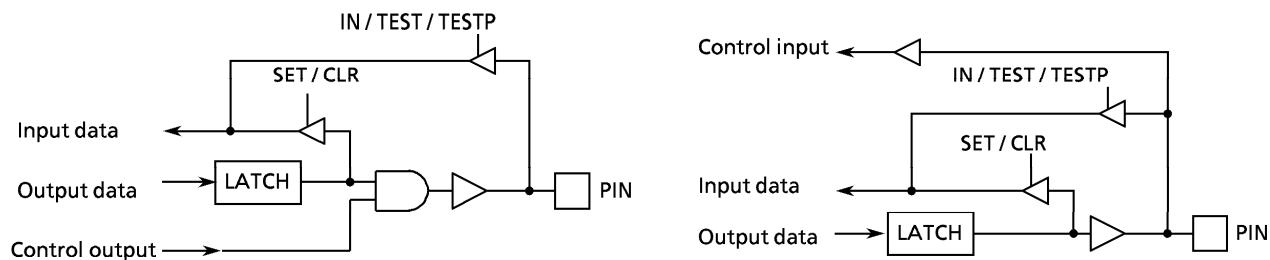 IN / TEST / TESTP
SET / CLR
Input data
LATCH
Output data
PIN
Control output
Control input
IN / TEST / TESTP
SET / CLR
Input data
Output data
LATCH
PIN